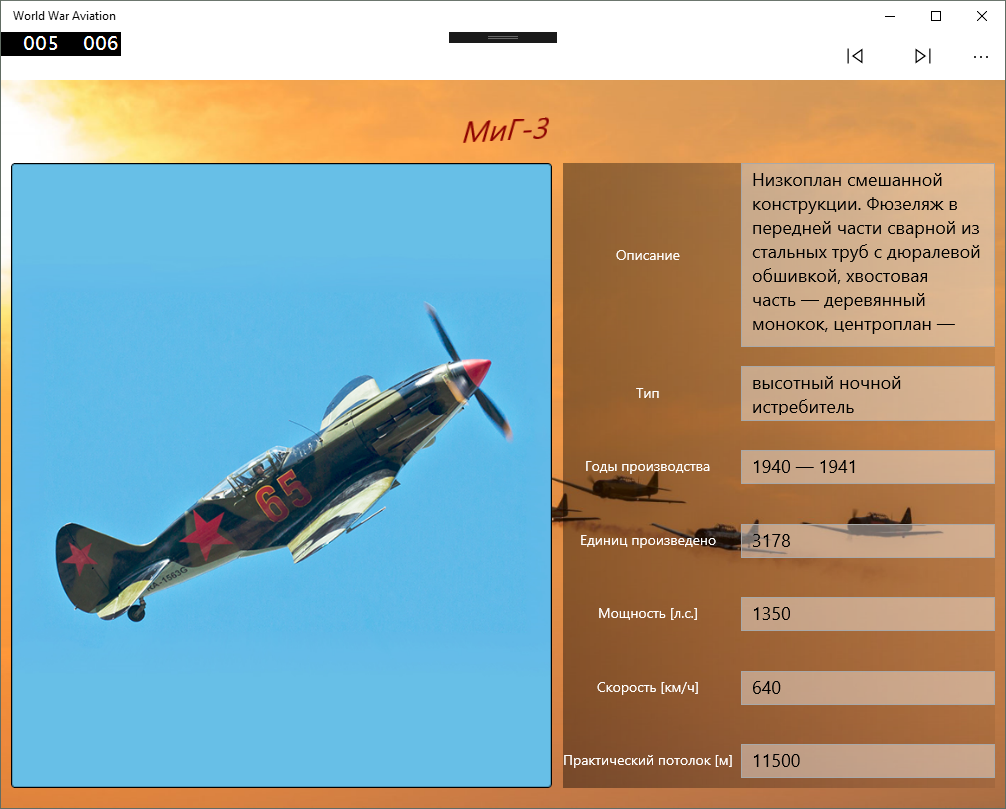 World War Aviation
005 006
МиГ-3
Описание
Низкоплан смешанной
конструкции. Фюзеляж в
передней части сварной из
стальных труб с дюралевой
обшивкой, хвостовая
часть — деревянный
монокок, центроплан —
Тип
высотный ночной
истребитель
Годы производства
1940 — 1941
Единиц произведено
3178
Мощность [л.с.]
1350
Скорость [км/ч]
640
Практический потолок [м]
11500
65
RA-1563G